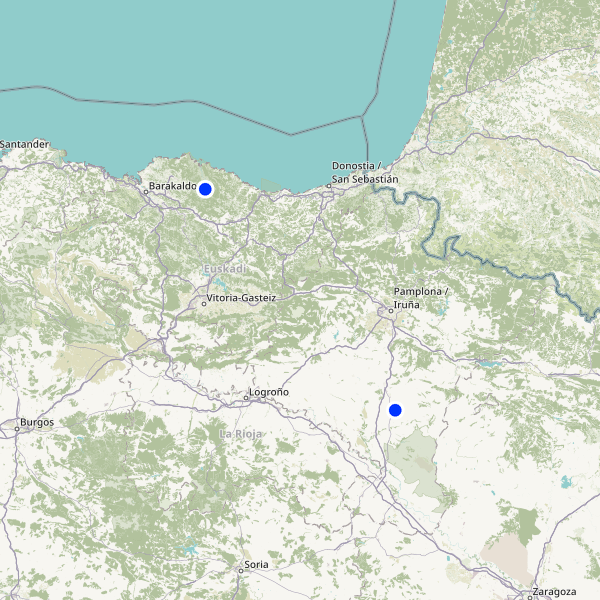 Santander
Donostia /
San Sebastián
Barakaldo
Euskadi
Vitoria-Gasteiz
Pamplona /
Iruña
Logroño
Burgos
La Rioja
Soria
Zaragoza